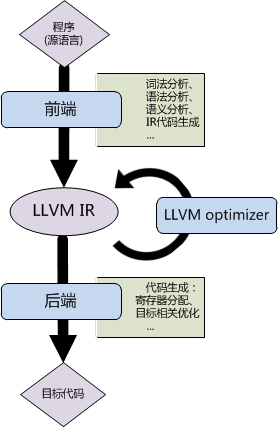 程序
(源语言)
前端
词法分析、
语法分析、
语义分析、
IR代码生成
...
LLVM IR
LLVM optimizer
后端
代码生成：
寄存器分配、
目标相关优化
...
目标代码